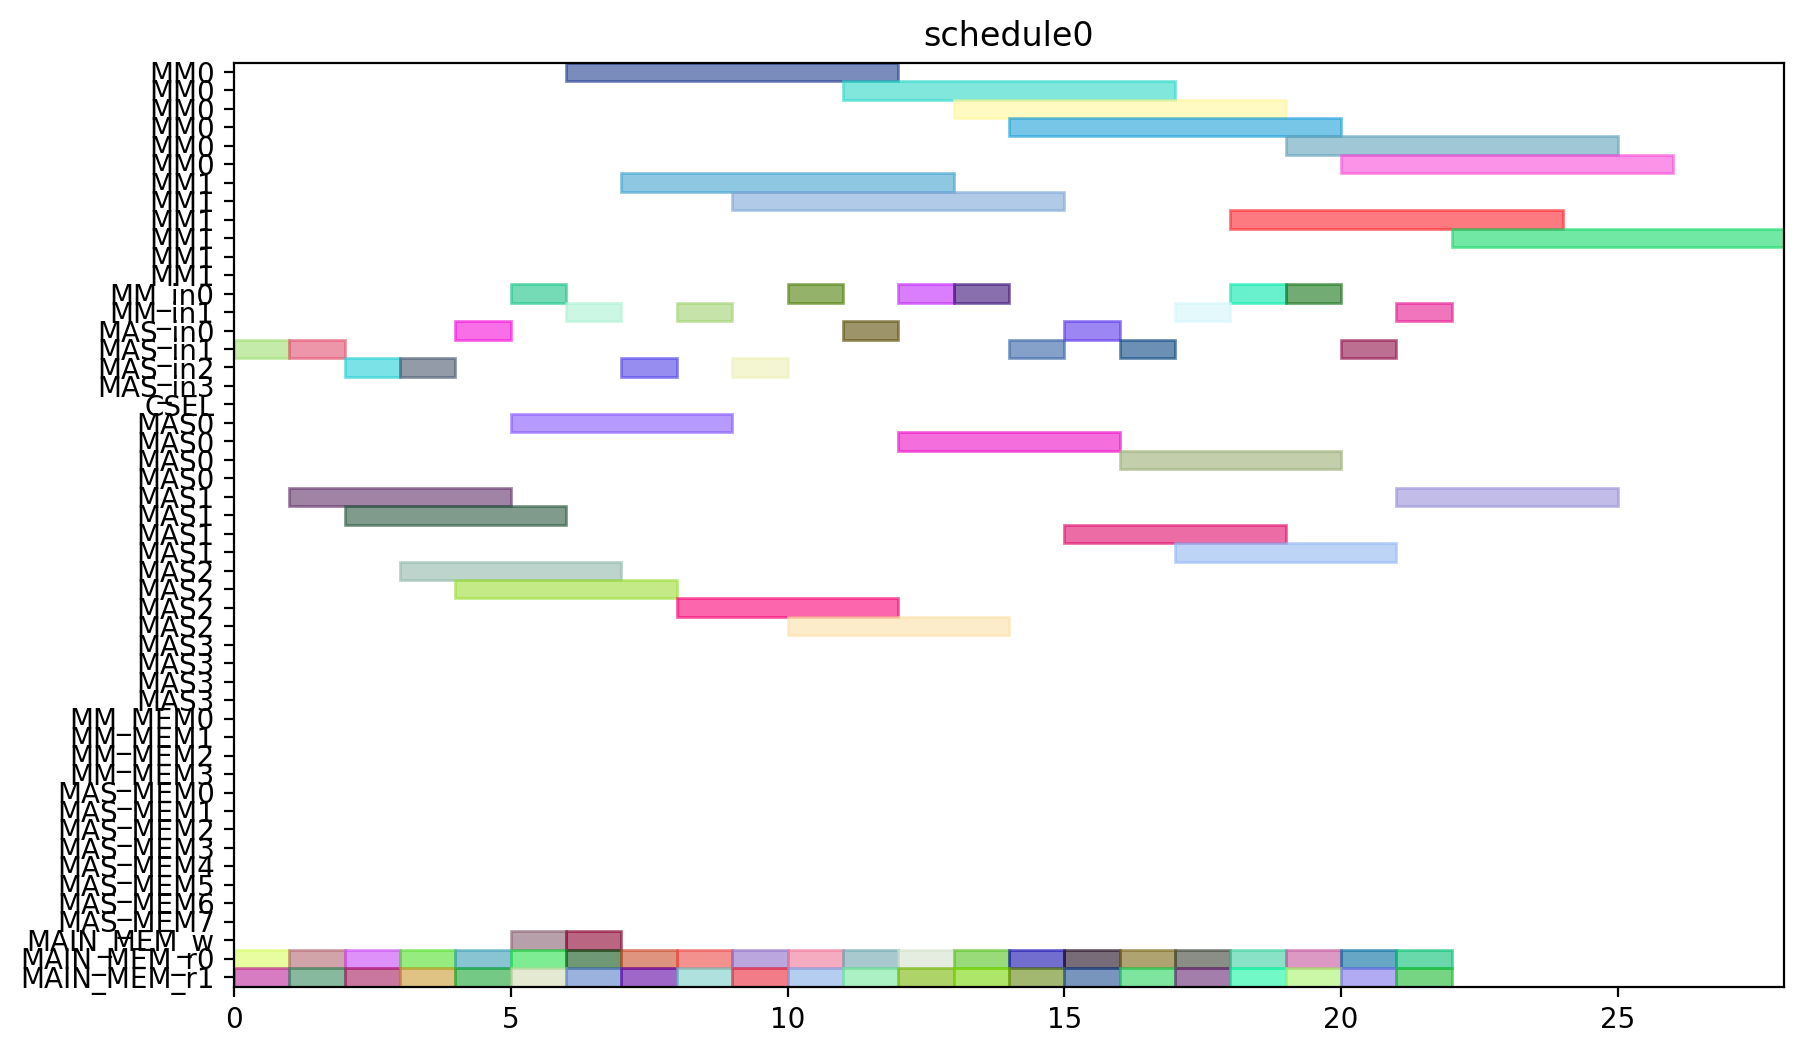 schedule0
MM0
MM0
MM0
MM0
MM0
MM0
MM1
MM1
MM1
MM1
MM1
MM1
MM_in0
MM_in1
MAS_in0
MAS_in1
MAS_in2
MAS_in3
CSEL
MAS0
MAS0
MAS0
MAS0
MAS1
MAS1
MAS1
MAS1
MAS2
MAS2
MAS2
MAS2
MAS3
MAS3
MAS3
MAS3
MM_MEM0
MM_MEM1
MM_MEM2
MM_MEM3
MAS_MEM0
MAS_MEM1
MAS_MEM2
MAS_MEM3
MAS_MEM4
MAS_MEM5
MAS_MEM6
MAS_MEM7
MAIN_MEM_w
MAIN_MEM_r0
MAIN_MEM_r1
0 5 10 15 20 25